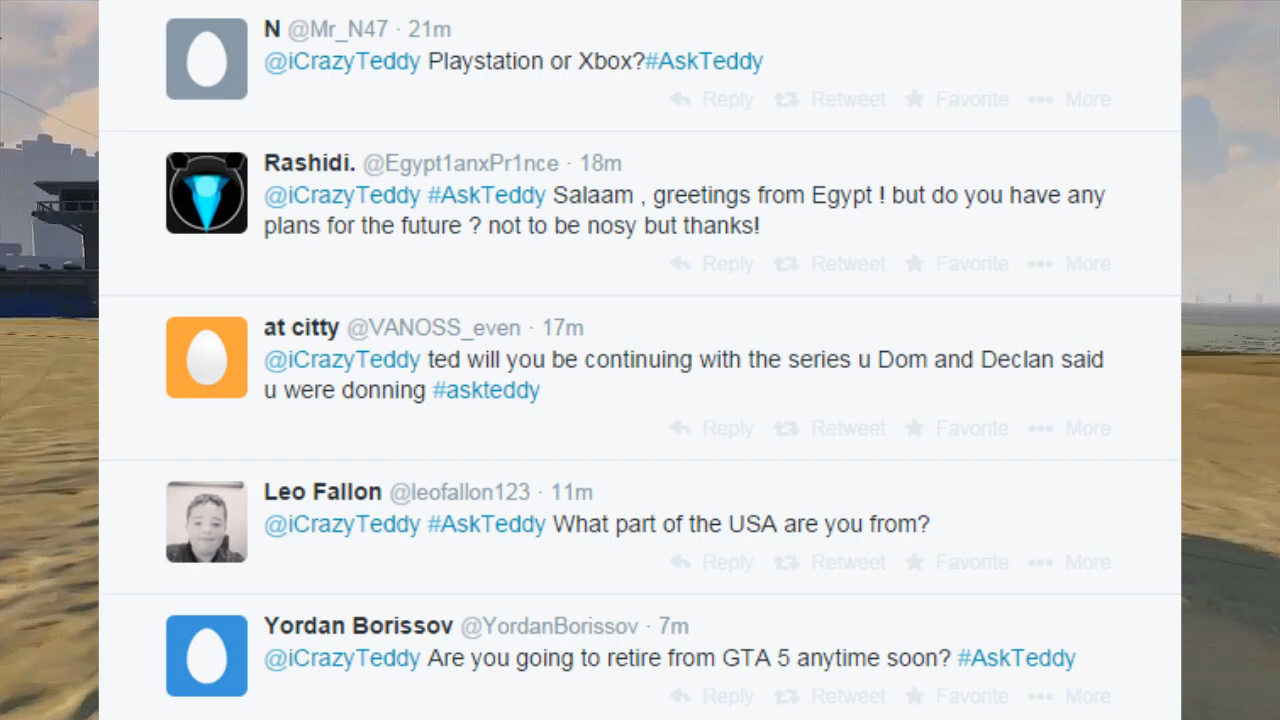 N @Mr_N47 · 21m
@iCrazyTeddy Playstation or Xbox?#AskTeddy
Reply Retweet Favorite More
Rashidi. @Egypt1anxPr1nce · 18m
@iCrazyTeddy #AskTeddy Salaam , greetings from Egypt ! but do you have any
plans for the future ? not to be nosy but thanks!
Reply Retweet Favorite More
at citty @VANOSS_even · 17m
@iCrazyTeddy ted will you be continuing with the series u Dom and Declan said
u were donning #askteddy
Reply Retweet Favorite More
Leo Fallon @leofallon123 · 11m
@iCrazyTeddy #AskTeddy What part of the USA are you from?
Reply Retweet Favorite More
Yordan Borissov @YordanBorissov · 7m
@iCrazyTeddy Are you going to retire from GTA 5 anytime soon? #AskTeddy
Reply Retweet Favorite More